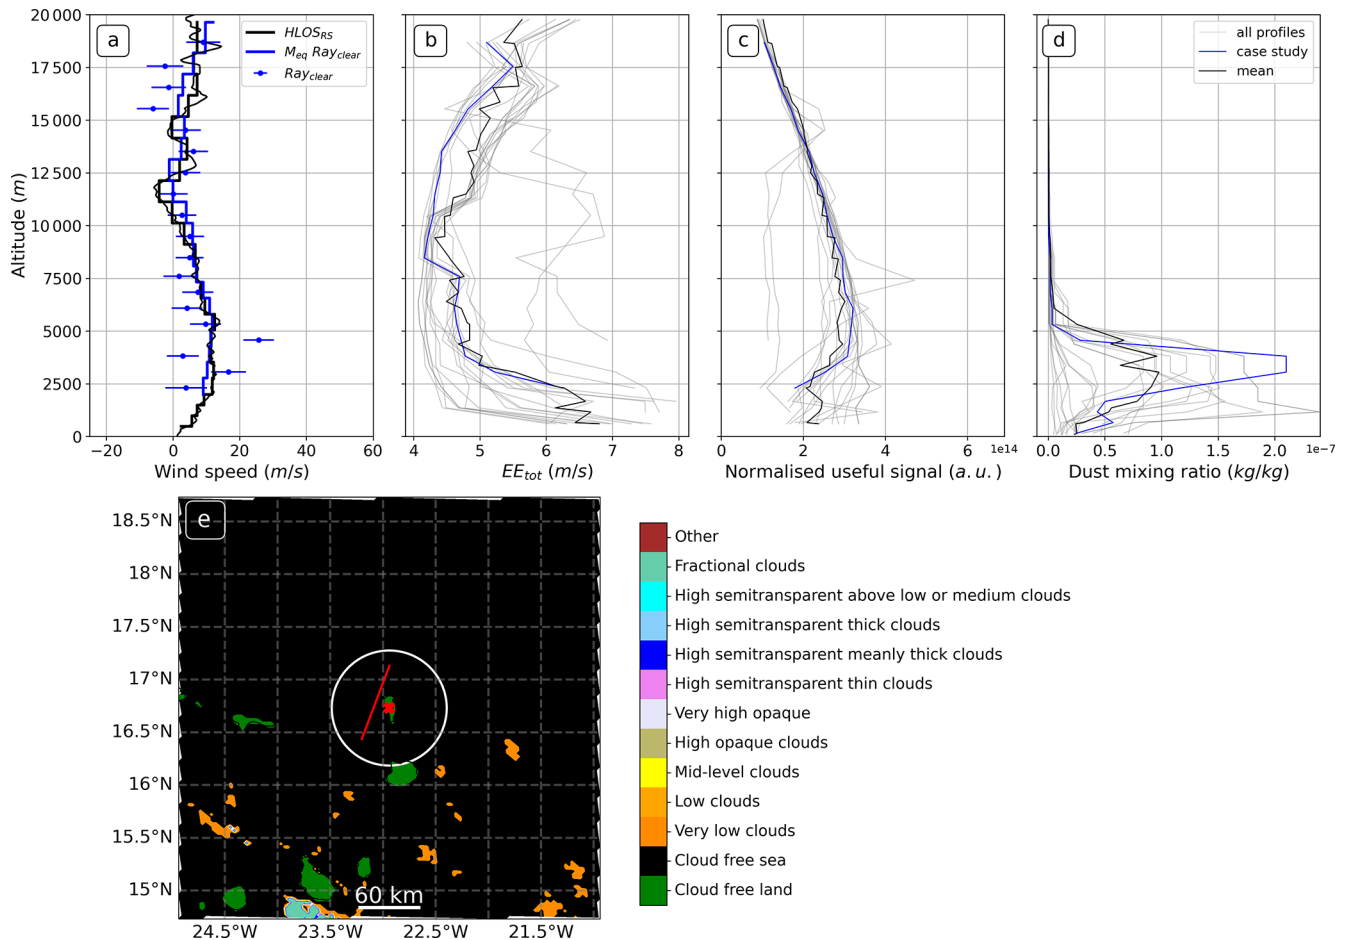 20 000
17 500
15 000
12 500
10 000
7500
5000
2500
0
Altitude (m)
a
HLOS_RS
M_eq Ray_clear
Ray_clear
−20 0 20 40 60
Wind speed (m/s)
b
4 5 6 7 8
EE_tot (m/s)
c
0 2 4 6
1e14
Normalised useful signal (a.u.)
d
all profiles
case study
mean
0.0 0.5 1.0 1.5 2.0
1e−7
Dust mixing ratio (kg/kg)
e
18.5°N
18°N
17.5°N
17°N
16.5°N
16°N
15.5°N
15°N
60 km
24.5°W 23.5°W 22.5°W 21.5°W
Other
Fractional clouds
High semitransparent above low or medium clouds
High semitransparent thick clouds
High semitransparent meanly thick clouds
High semitransparent thin clouds
Very high opaque
High opaque clouds
Mid-level clouds
Low clouds
Very low clouds
Cloud free sea
Cloud free land